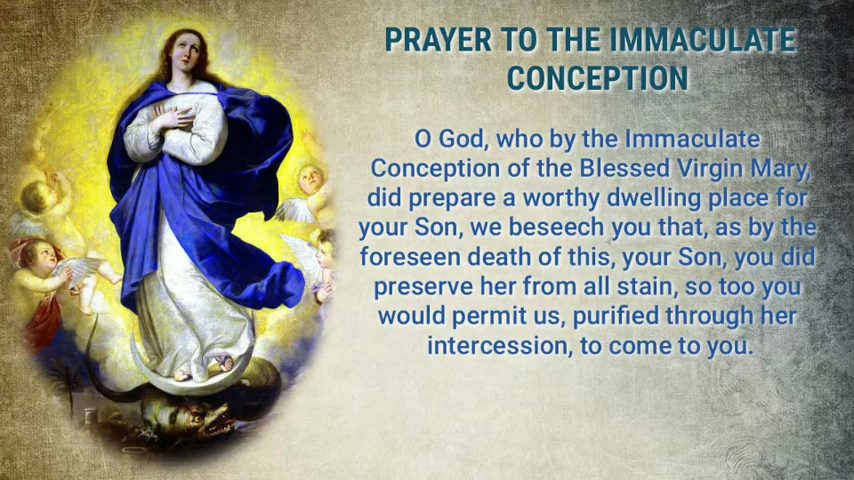 PRAYER TO THE IMMACULATE
CONCEPTION
O God, who by the Immaculate
Conception of the Blessed Virgin Mary,
did prepare a worthy dwelling place for
your Son, we beseech you that, as by the
foreseen death of this, your Son, you did
preserve her from all stain, so too you
would permit us, purified through her
intercession, to come to you.